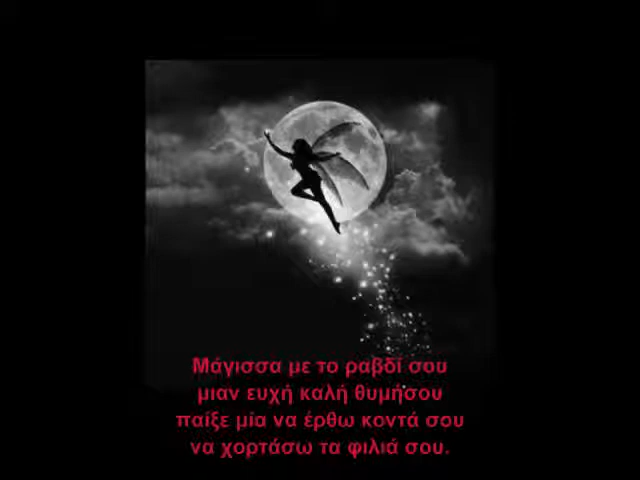 Μάγισσα με το ραβδί σου
μιαν ευχή καλή θυμήσου
παίξε μία να έρθω κοντά σου
να χορτάσω τα φιλιά σου.